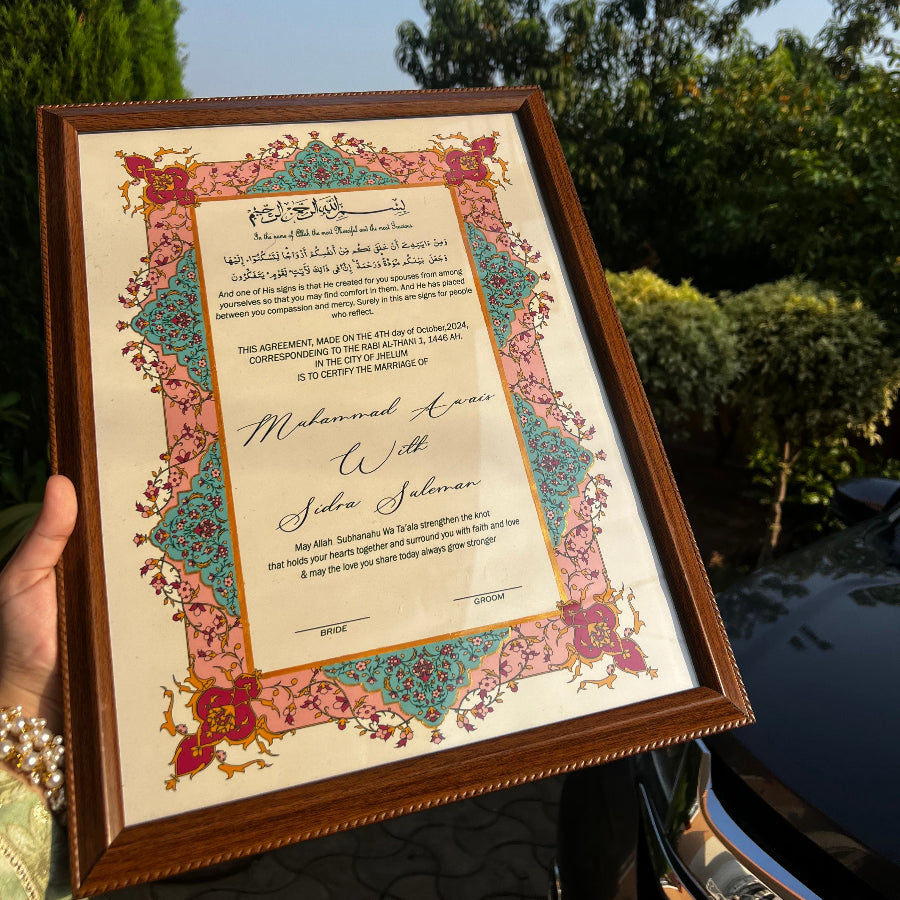 بِسْمِ اللَّهِ الرَّحْمَٰنِ الرَّحِيمِ
In the name of Allah the most Merciful and the most Gracious
وَمِنْ ءَايَٰتِهِۦٓ أَنْ خَلَقَ لَكُم مِّنْ أَنفُسِكُمْ أَزْوَٰجًا لِّتَسْكُنُوٓا۟ إِلَيْهَا
وَجَعَلَ بَيْنَكُم مَّوَدَّةً وَرَحْمَةً إِنَّ فِى ذَٰلِكَ لَءَايَٰتٍ لِّقَوْمٍ يَتَفَكَّرُونَ
And one of His signs is that He created for you spouses from among
yourselves so that you may find comfort in them. And He has placed
between you compassion and mercy. Surely in this are signs for people
who reflect.
THIS AGREEMENT, MADE ON THE 4TH day of October,2024,
CORRESPONDEING TO THE RABI AL-THANI 1, 1446 AH.
IN THE CITY OF JHELUM
IS TO CERTIFY THE MARRIAGE OF
Muhammad Awais
With
Sidra Suleman
May Allah Subhanahu Wa Ta'ala strengthen the knot
that holds your hearts together and surround you with faith and love
& may the love you share today always grow stronger
BRIDE GROOM